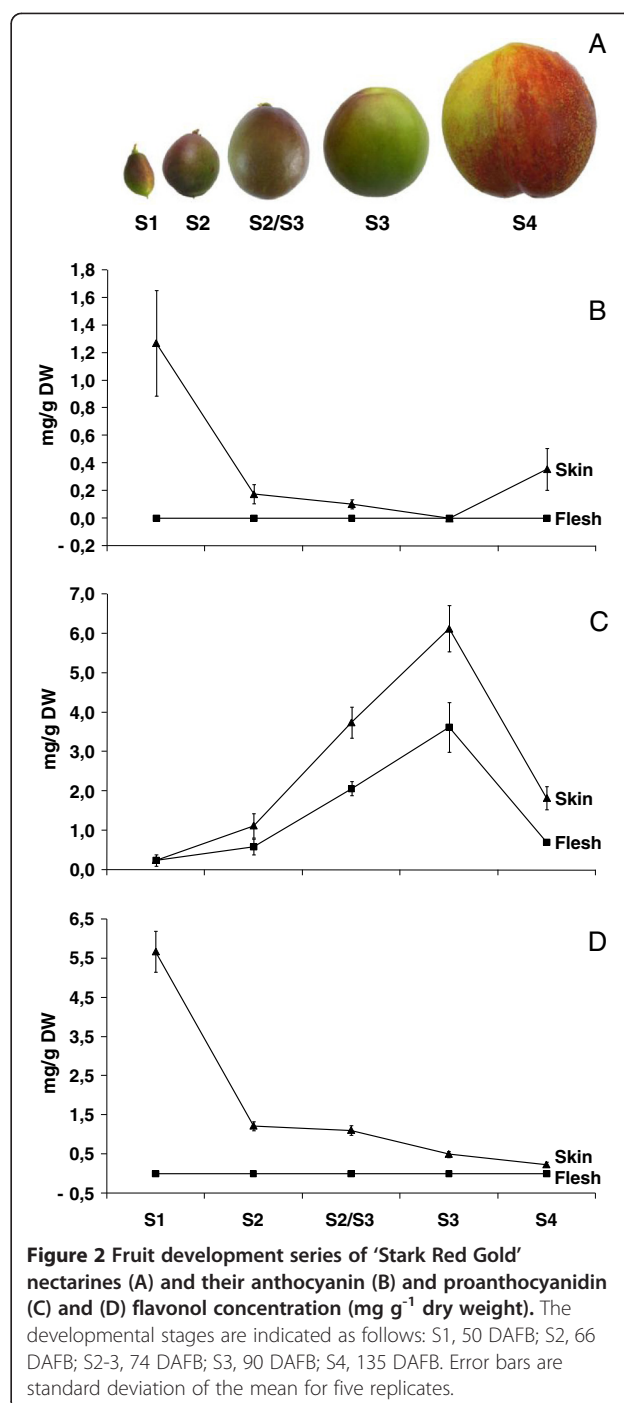 A
S1 S2 S2/S3 S3 S4
B
mg/g DW
1,8
1,6
1,4
1,2
1,0
0,8
0,6
0,4
0,2
0,0
- 0,2
Skin
Flesh
C
mg/g DW
7,0
6,0
5,0
4,0
3,0
2,0
1,0
0,0
Skin
Flesh
D
mg/g DW
6,5
5,5
4,5
3,5
2,5
1,5
0,5
- 0,5
Skin
Flesh
S1 S2 S2/S3 S3 S4
Figure 2 Fruit development series of ‘Stark Red Gold’
nectarines (A) and their anthocyanin (B) and proanthocyanidin
(C) and (D) flavonol concentration (mg g⁻¹ dry weight). The
developmental stages are indicated as follows: S1, 50 DAFB; S2, 66
DAFB; S2-3, 74 DAFB; S3, 90 DAFB; S4, 135 DAFB. Error bars are
standard deviation of the mean for five replicates.